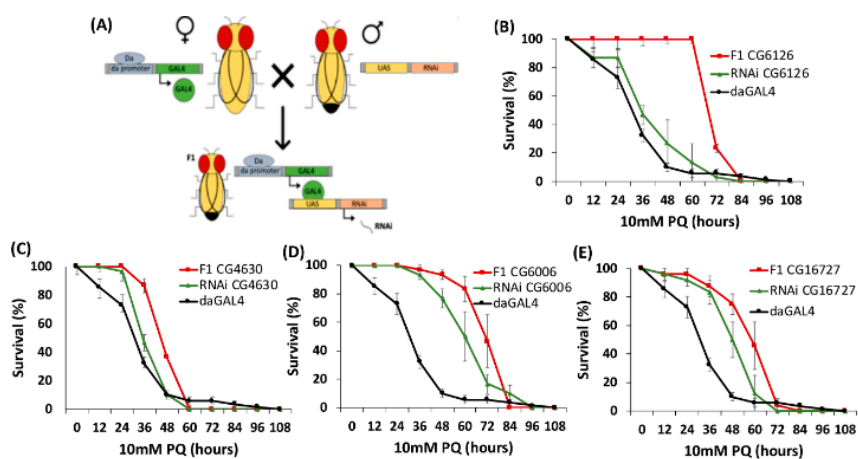 (A)
♀
♂
Da
da promoter
GAL4
GAL4
UAS
RNAi
F1
Da
da promoter
GAL4
GAL4
UAS
RNAi
RNAi
(B)
Survival (%)
100
80
60
40
20
0
F1 CG6126
RNAi CG6126
daGAL4
0 12 24 36 48 60 72 84 96 108
10mM PQ (hours)
(C)
Survival (%)
100
80
60
40
20
0
F1 CG4630
RNAi CG4630
daGAL4
0 12 24 36 48 60 72 84 96 108
10mM PQ (hours)
(D)
Survival (%)
100
80
60
40
20
0
F1 CG6006
RNAi CG6006
daGAL4
0 12 24 36 48 60 72 84 96 108
10mM PQ (hours)
(E)
Survival (%)
100
80
60
40
20
0
F1 CG16727
RNAi CG16727
daGAL4
0 12 24 36 48 60 72 84 96 108
10mM PQ (hours)